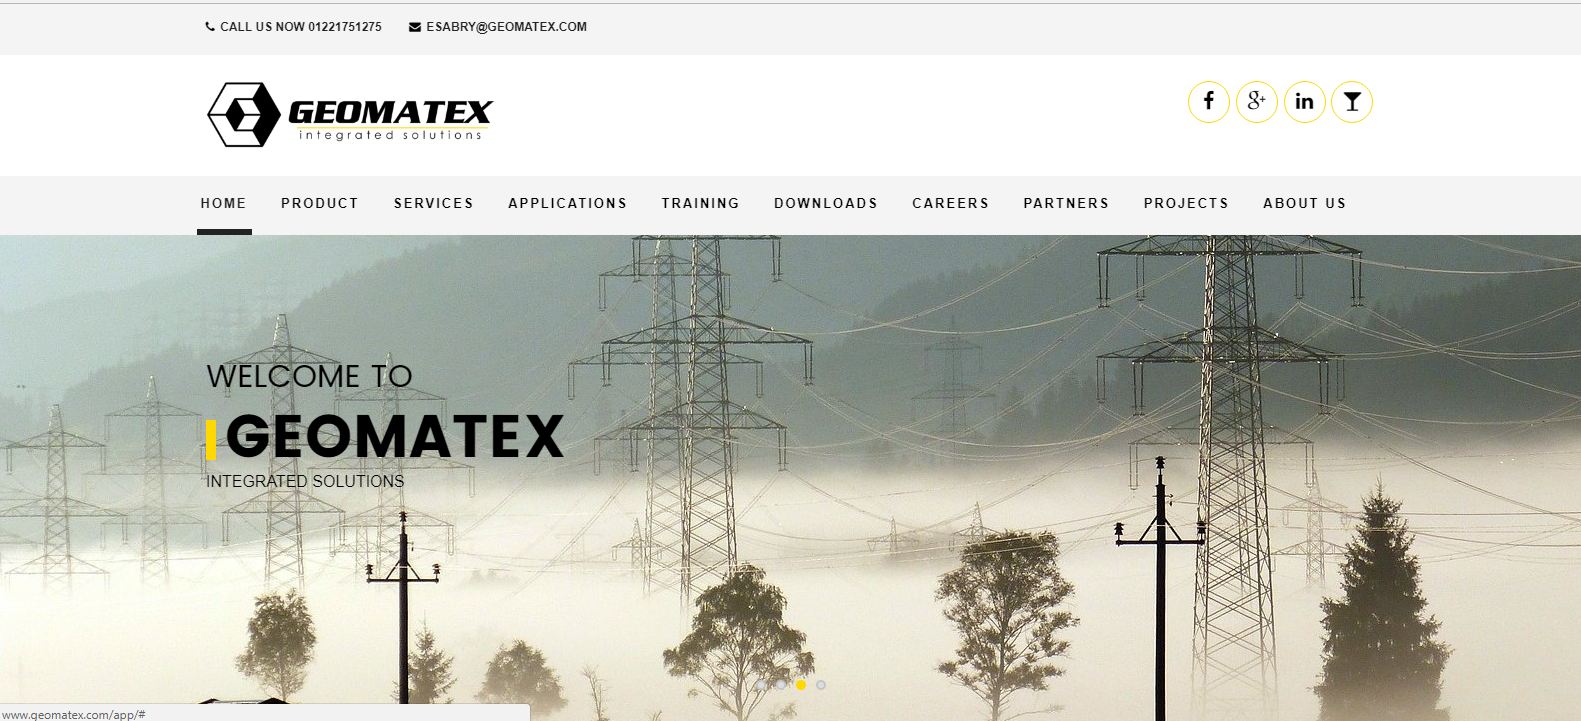 CALL US NOW 01221751275 ESABRY@GEOMATEX.COM
GEOMATEX
integrated solutions
HOME PRODUCT SERVICES APPLICATIONS TRAINING DOWNLOADS CAREERS PARTNERS PROJECTS ABOUT US
WELCOME TO
GEOMATEX
INTEGRATED SOLUTIONS
www.geomatex.com/app/#